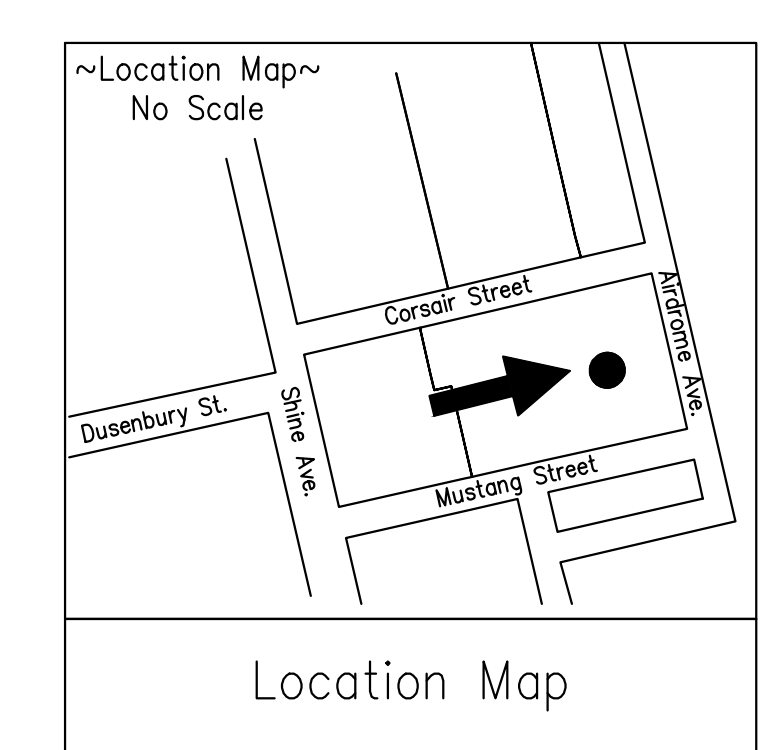 ~Location Map~
No Scale
Corsair Street
Airdrome Ave.
Dusenbury St.
Shine Ave.
Mustang Street
Location Map